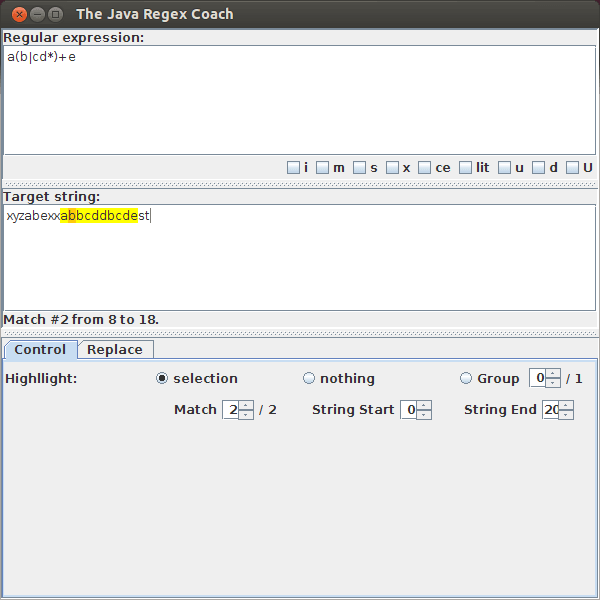 The Java Regex Coach
Regular expression:
a(b|cd*)+e
i m s x ce lit u d U
Target string:
xyzabexxabbcddbcdest
Match #2 from 8 to 18.
Control Replace
Highllight: selection nothing Group 0 / 1
Match 2 / 2 String Start 0 String End 20